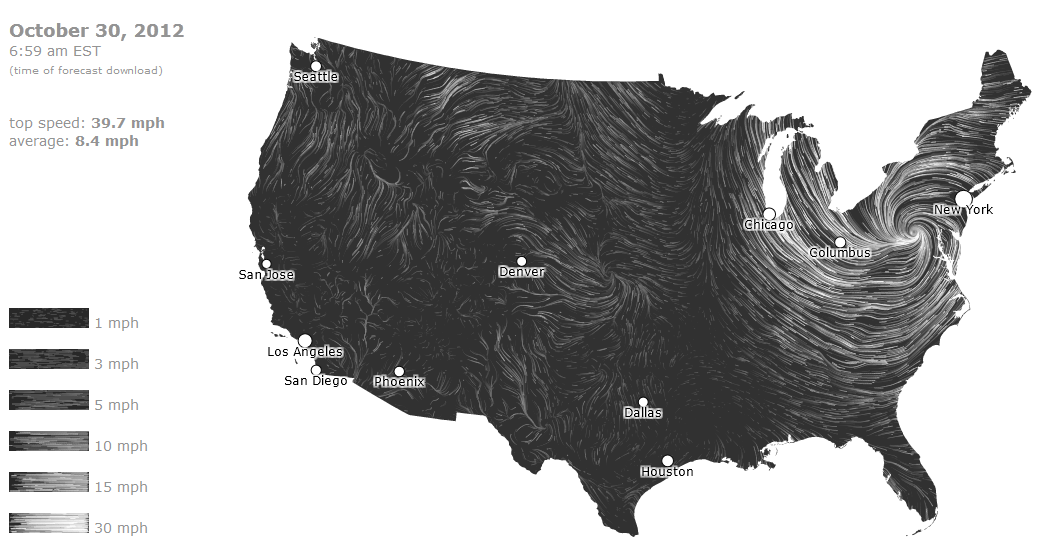 October 30, 2012
6:59 am EST
(time of forecast download)
top speed: 39.7 mph
average: 8.4 mph
1 mph
3 mph
5 mph
10 mph
15 mph
30 mph
Seattle
New York
Chicago
Columbus
San Jose
Denver
Los Angeles
San Diego
Phoenix
Dallas
Houston